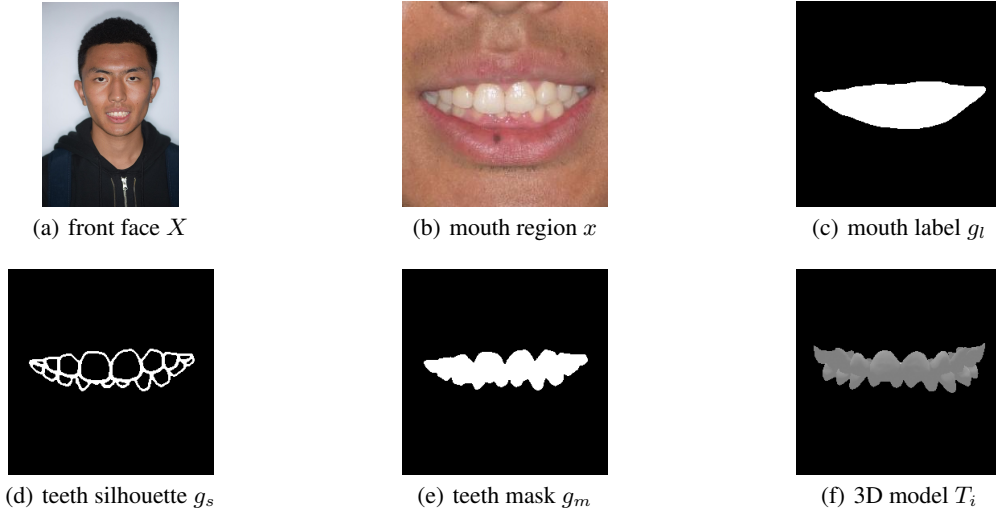 (a) front face X
(b) mouth region x
(c) mouth label g_l
(d) teeth silhouette g_s
(e) teeth mask g_m
(f) 3D model T_i